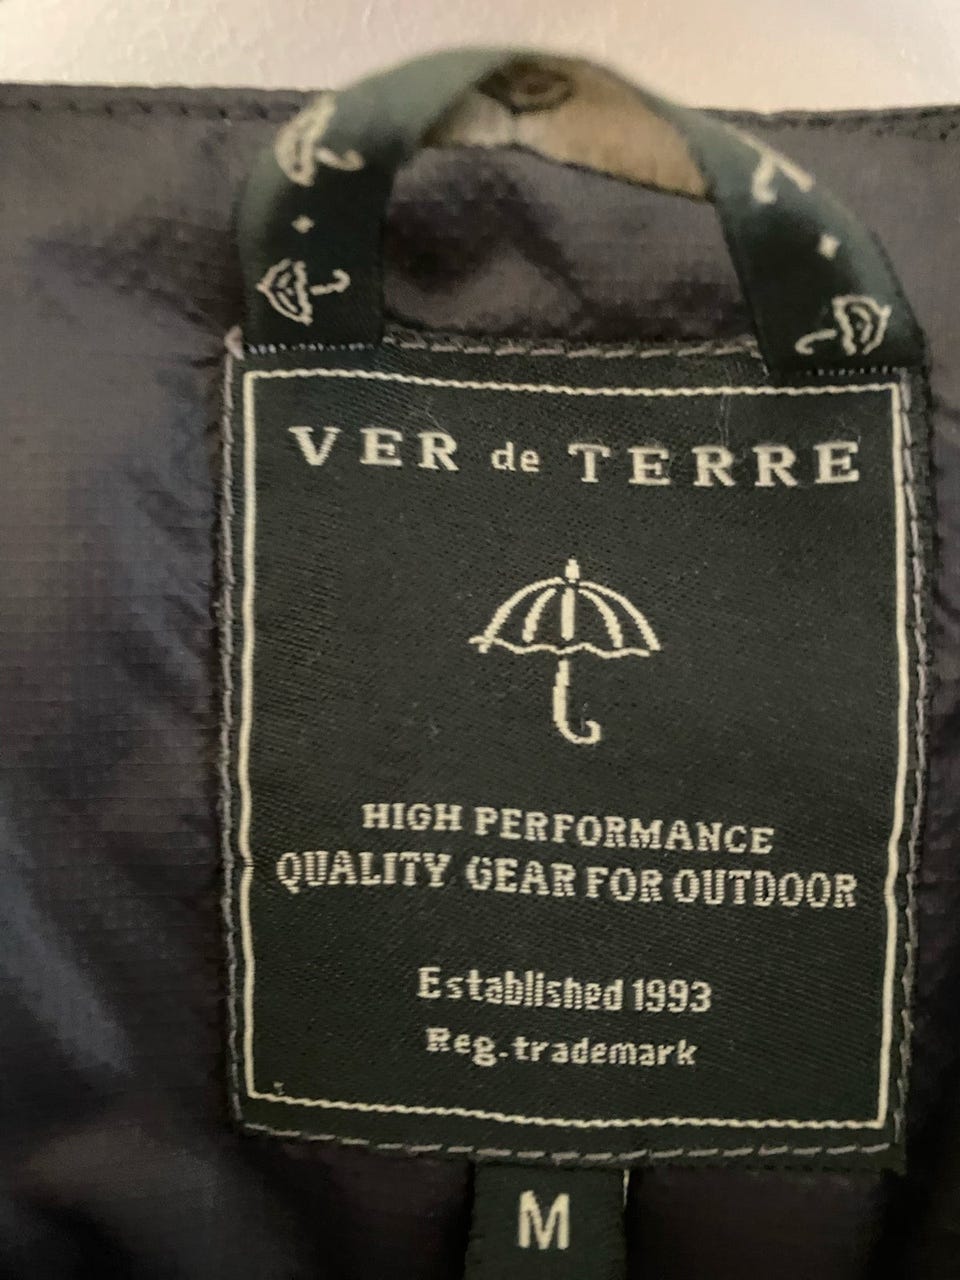 VER de TERRE
HIGH PERFORMANCE
QUALITY GEAR FOR OUTDOOR
Established 1993
Reg. trademark
M